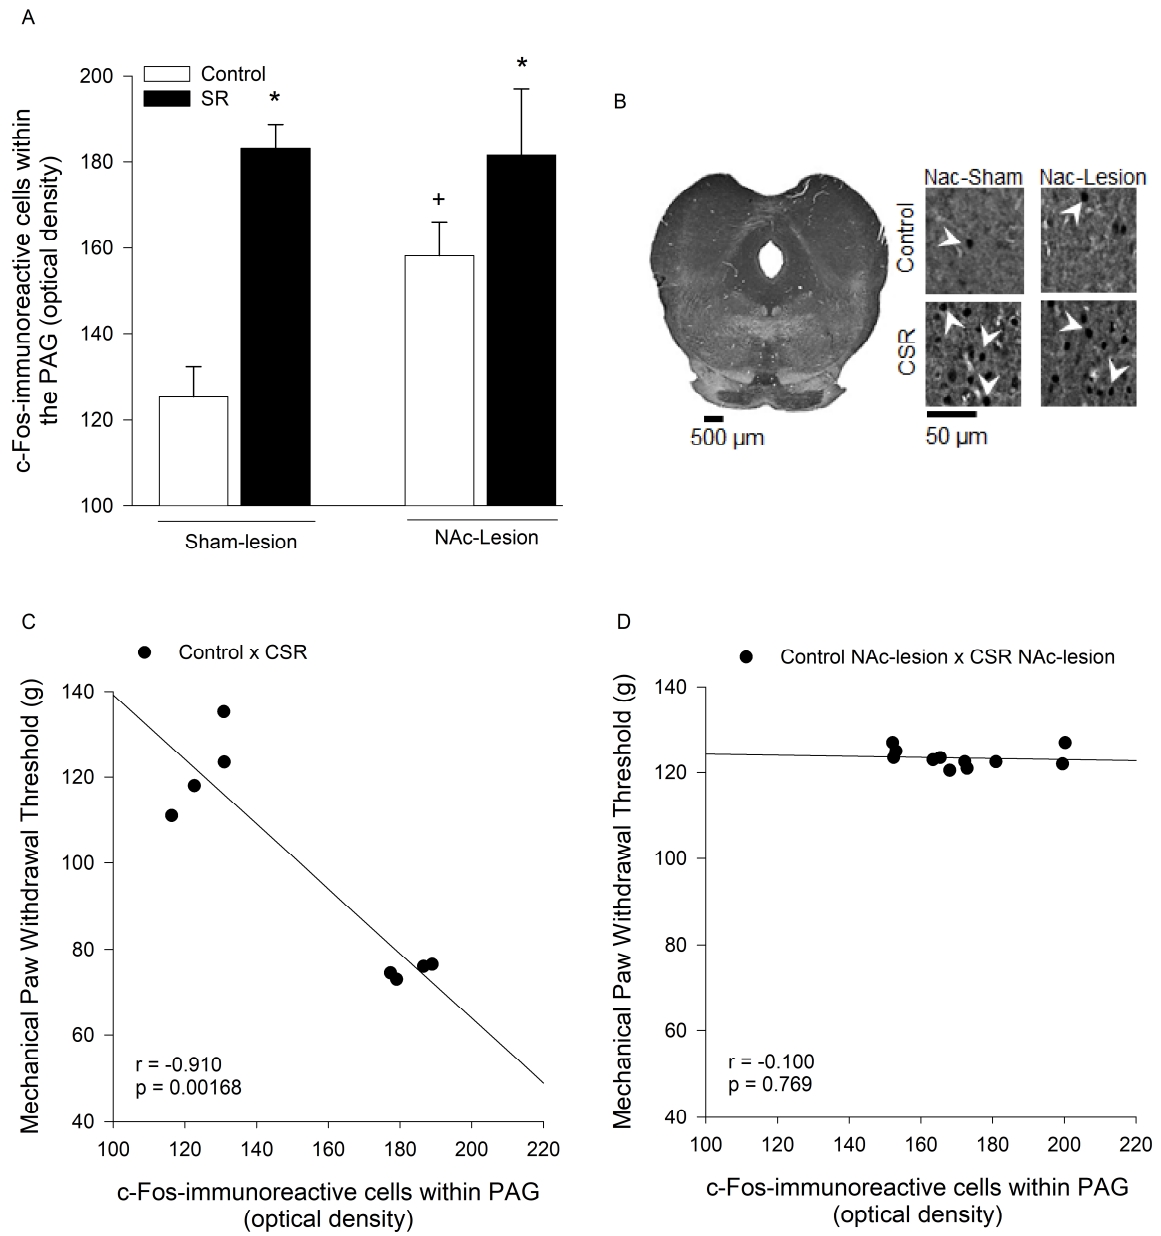 A
Control
SR
*
*
+
200
180
160
140
120
100
c-Fos-immunoreactive cells within
the PAG (optical density)
Sham-lesion
NAc-Lesion
B
Nac-Sham
Nac-Lesion
Control
CSR
500 µm
50 µm
C
Control x CSR
Mechanical Paw Withdrawal Threshold (g)
140
120
100
80
60
40
r = -0.910
p = 0.00168
100 120 140 160 180 200 220
c-Fos-immunoreactive cells within PAG
(optical density)
D
Control NAc-lesion x CSR NAc-lesion
Mechanical Paw Withdrawal Threshold (g)
140
120
100
80
60
40
r = -0.100
p = 0.769
100 120 140 160 180 200 220
c-Fos-immunoreactive cells within PAG
(optical density)